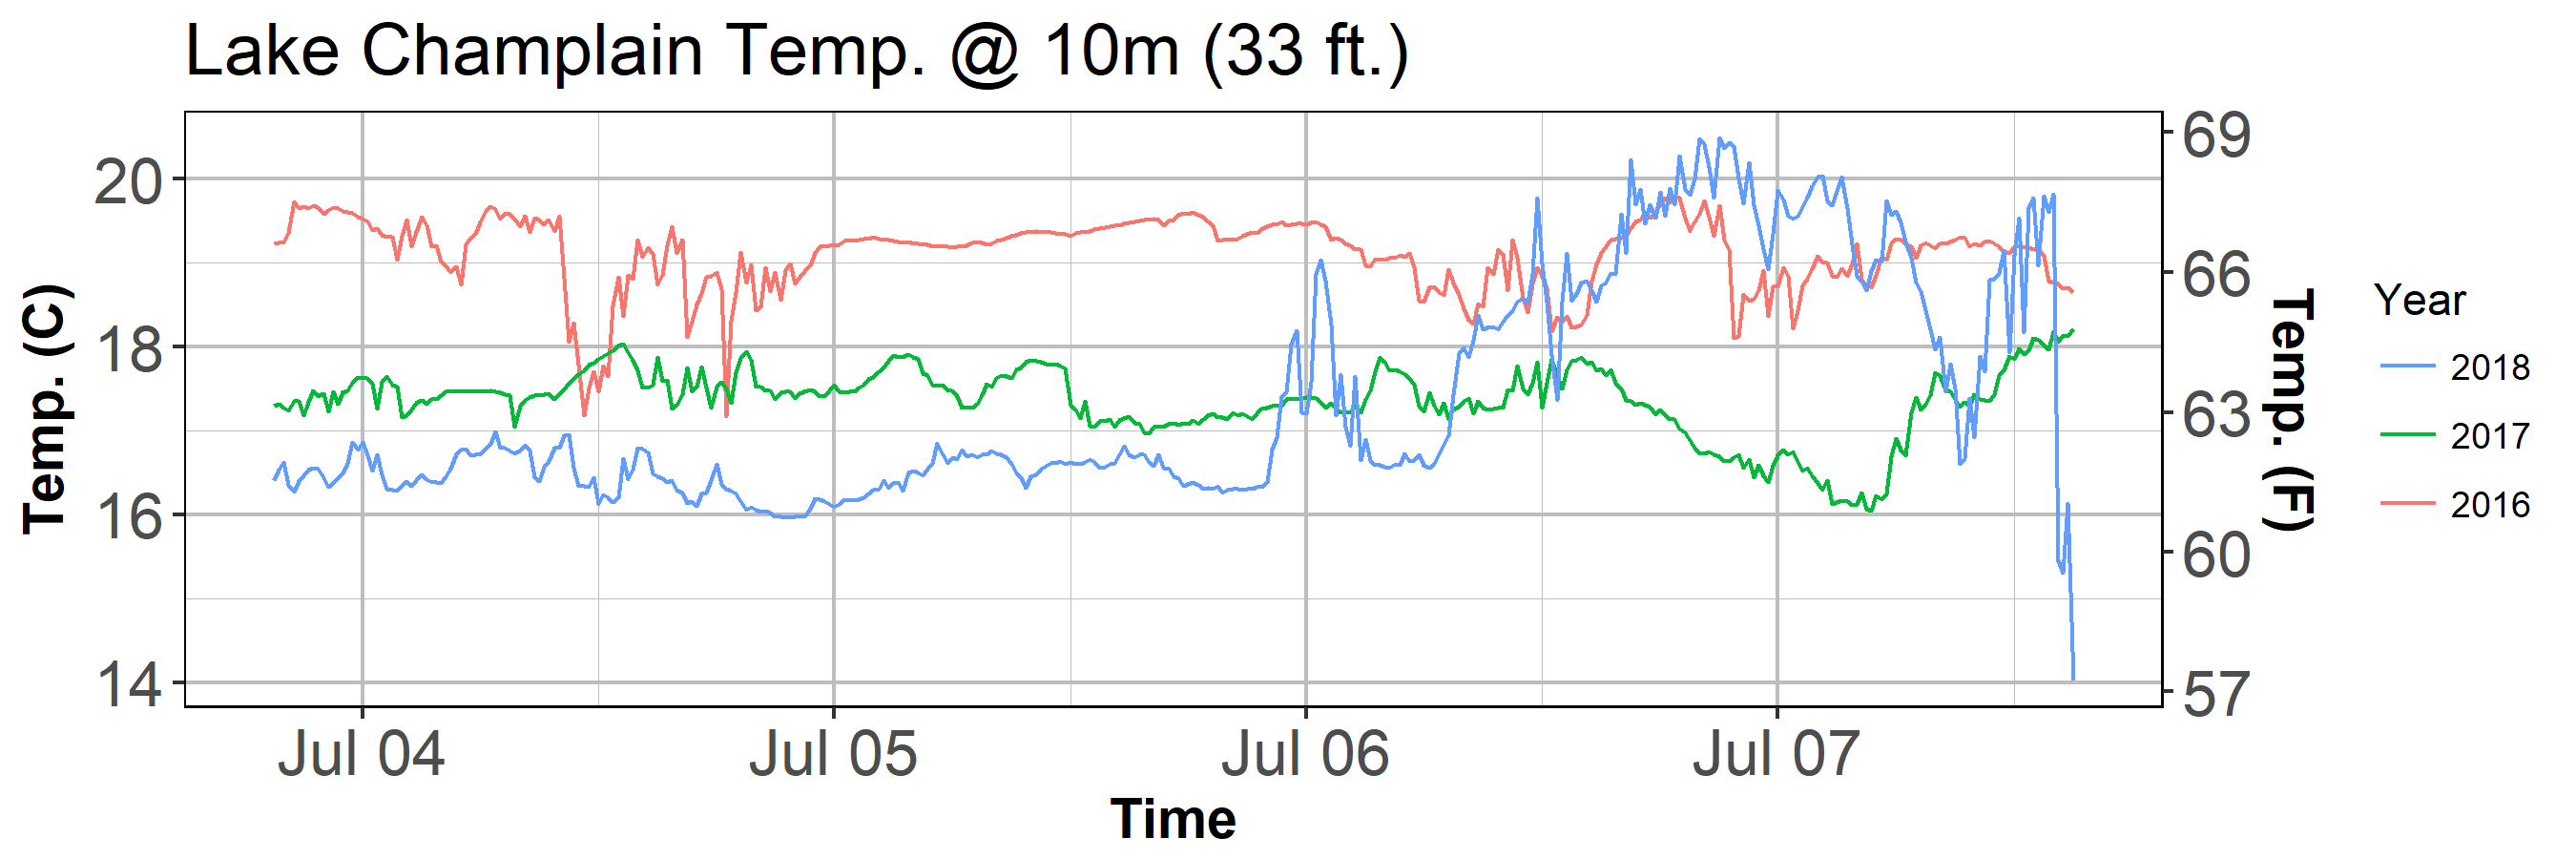 Lake Champlain Temp. @ 10m (33 ft.)
Temp. (C)
20
18
16
14
69
66
63
60
57
Temp. (F)
Jul 04
Jul 05
Jul 06
Jul 07
Time
Year
2018
2017
2016